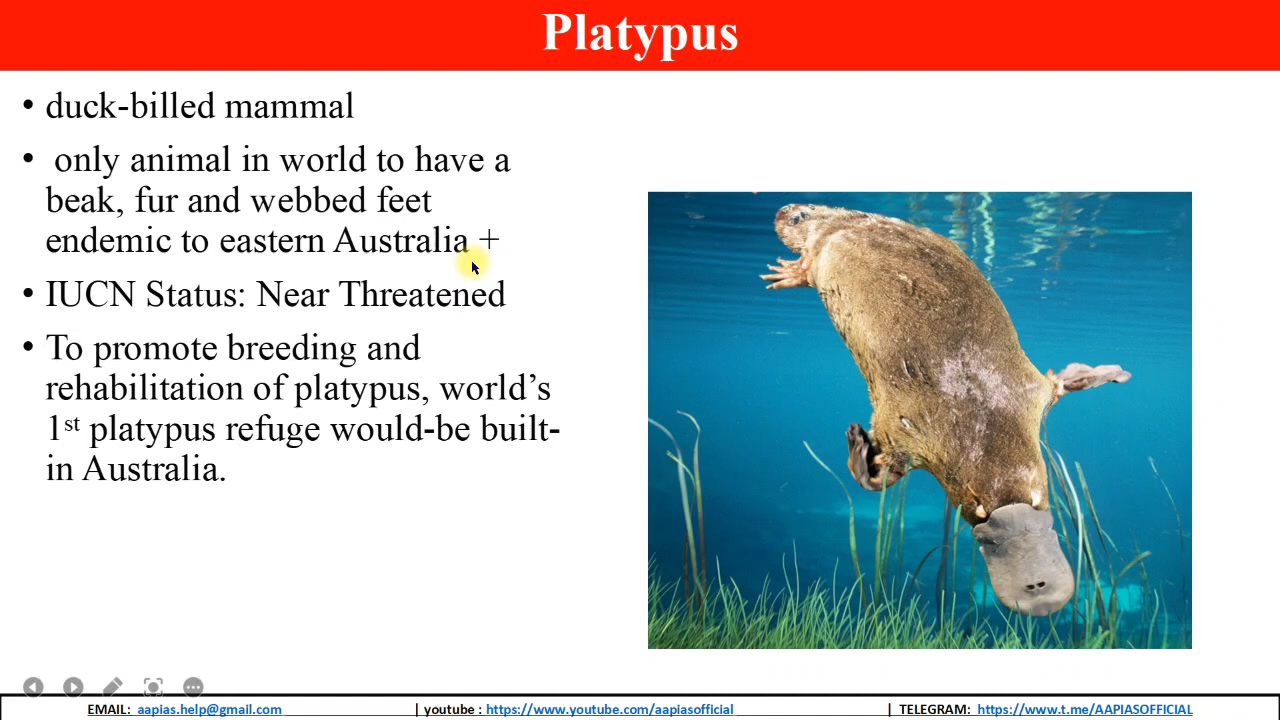 Platypus
• duck-billed mammal
• only animal in world to have a
beak, fur and webbed feet
endemic to eastern Australia +
• IUCN Status: Near Threatened
• To promote breeding and
rehabilitation of platypus, world’s
1st platypus refuge would-be built-
in Australia.
EMAIL: aapias.help@gmail.com | youtube : https://www.youtube.com/aapiasofficial | TELEGRAM: https://www.t.me/AAPIASOFFICIAL